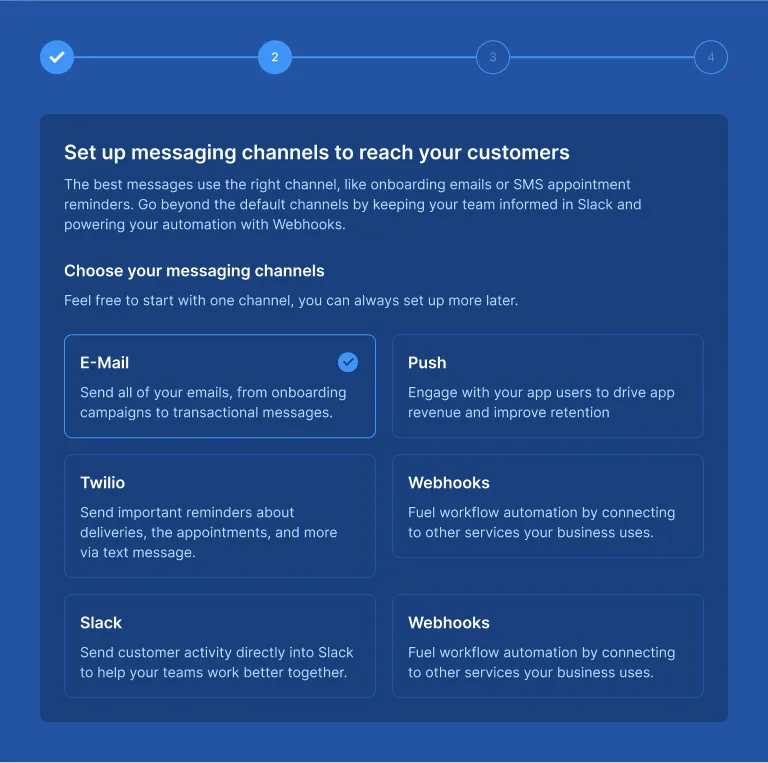 2
3
4
Set up messaging channels to reach your customers
The best messages use the right channel, like onboarding emails or SMS appointment
reminders. Go beyond the default channels by keeping your team informed in Slack and
powering your automation with Webhooks.
Choose your messaging channels
Feel free to start with one channel, you can always set up more later.
E-Mail
Send all of your emails, from onboarding
campaigns to transactional messages.
Push
Engage with your app users to drive app
revenue and improve retention
Twilio
Send important reminders about
deliveries, the appointments, and more
via text message.
Webhooks
Fuel workflow automation by connecting
to other services your business uses.
Slack
Send customer activity directly into Slack
to help your teams work better together.
Webhooks
Fuel workflow automation by connecting
to other services your business uses.